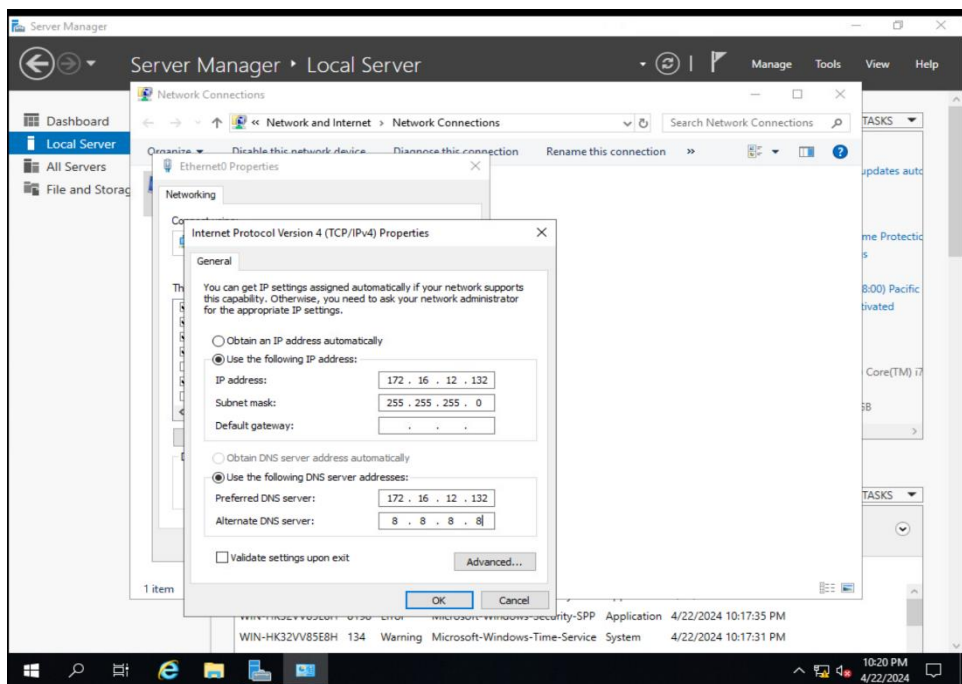 Server Manager
Server Manager • Local Server
Manage Tools View Help
Dashboard
Local Server
All Servers
File and Storag
Network Connections
« Network and Internet > Network Connections
Search Network Connections
Organize Disable this network device Diagnose this connection Rename this connection »
Ethernet0 Properties
Networking
Internet Protocol Version 4 (TCP/IPv4) Properties
General
You can get IP settings assigned automatically if your network supports
this capability. Otherwise, you need to ask your network administrator
for the appropriate IP settings.
Obtain an IP address automatically
Use the following IP address:
IP address: 172 . 16 . 12 . 132
Subnet mask: 255 . 255 . 255 . 0
Default gateway: . . .
Obtain DNS server address automatically
Use the following DNS server addresses:
Preferred DNS server: 172 . 16 . 12 . 132
Alternate DNS server: 8 . 8 . 8 . 8
Validate settings upon exit
Advanced...
OK Cancel
1 item
TASKS
updates auto
me Protectic
s
8:00) Pacific
tivated
Core(TM) i7
GB
TASKS
Microsoft-Windows-Security-SPP Application 4/22/2024 10:17:35 PM
WIN-HK32VV85E8H 134 Warning Microsoft-Windows-Time-Service System 4/22/2024 10:17:31 PM
10:20 PM
4/22/2024